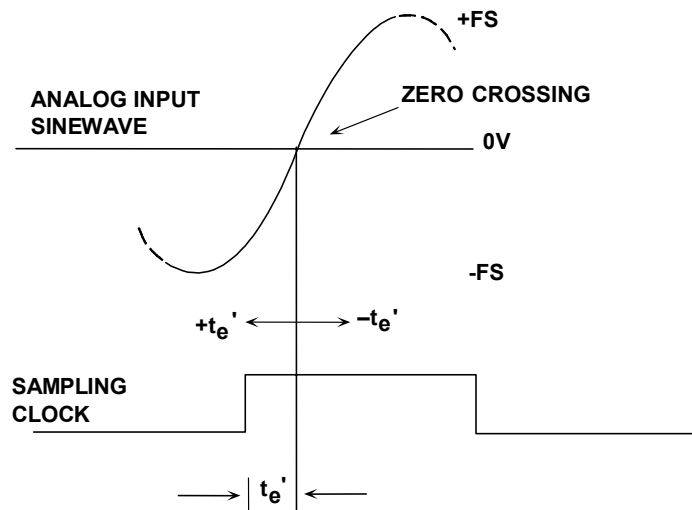 +FS
ANALOG INPUT
SINEWAVE
ZERO CROSSING
0V
-FS
+te'
–te'
SAMPLING
CLOCK
te'